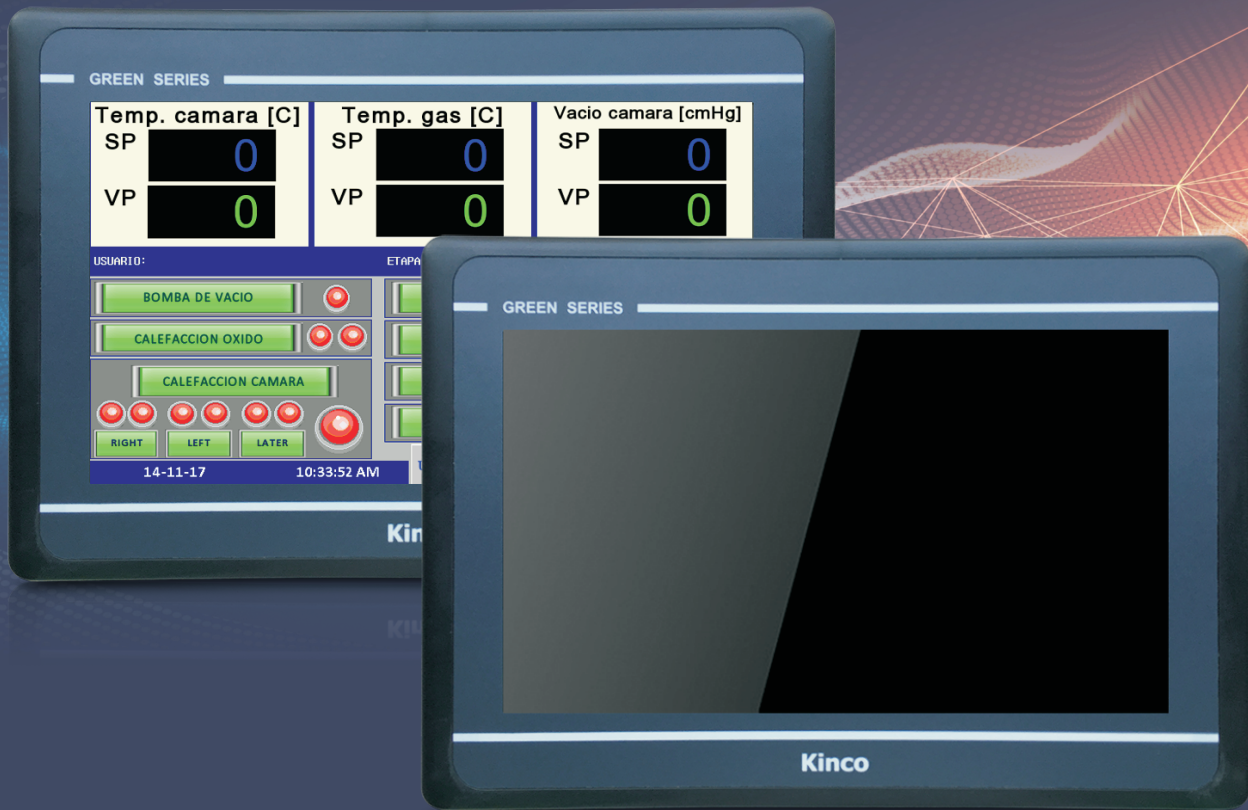 GREEN SERIES
Temp. camara [C]
SP
0
VP
0
Temp. gas [C]
SP
0
VP
0
Vacio camara [cmHg]
SP
0
VP
0
USUARIO:
ETAPA
BOMBA DE VACIO
CALEFACCION OXIDO
CALEFACCION CAMARA
RIGHT
LEFT
LATER
14-11-17
10:33:52 AM
GREEN SERIES
Kinco